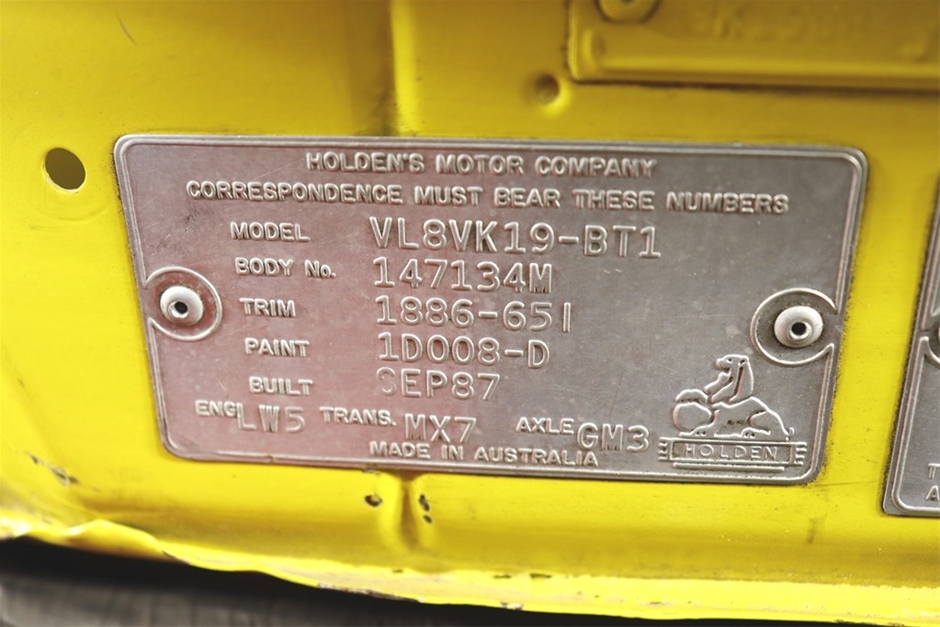 HOLDEN'S MOTOR COMPANY
CORRESPONDENCE MUST BEAR THESE NUMBERS
MODEL VL8VK19-BT1
BODY No. 147134M
TRIM 1886-65I
PAINT 1D008-D
BUILT SEP87
ENG LW5 TRANS. MX7 AXLE GM3
MADE IN AUSTRALIA
HOLDEN